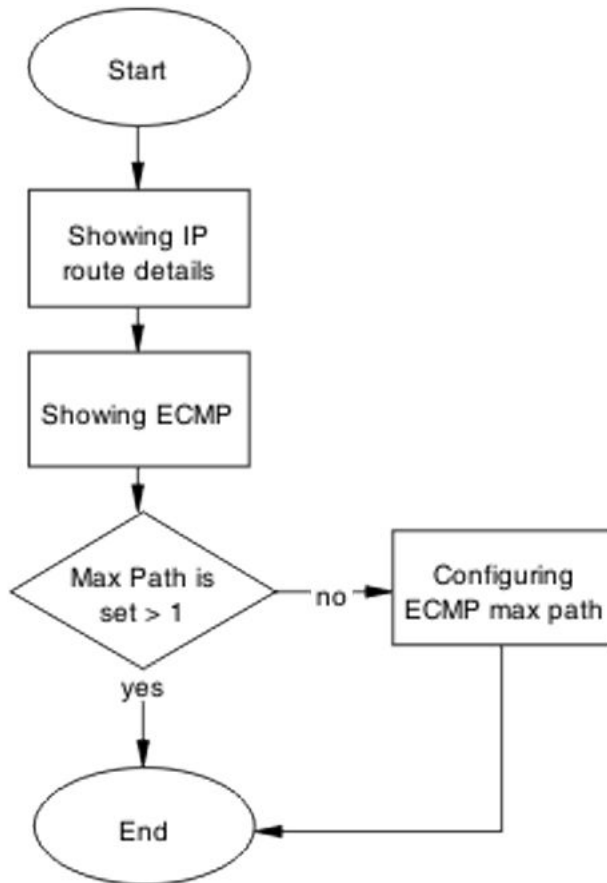 Start
Showing IP
route details
Showing ECMP
Max Path is
set > 1
no
Configuring
ECMP max path
yes
End